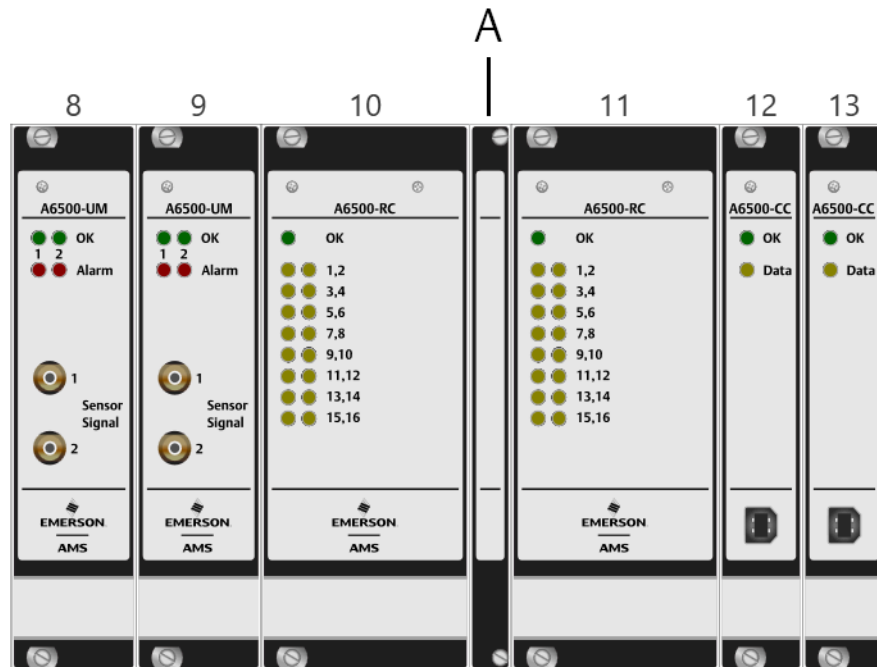 A
8 9 10 11 12 13
A6500-UM A6500-UM A6500-RC A6500-RC A6500-CC A6500-CC
OK OK OK OK OK OK
1 2 1 2
Alarm Alarm 1,2 1,2 Data Data
3,4 3,4
5,6 5,6
7,8 7,8
9,10 9,10
1 1 11,12 11,12
Sensor Sensor 13,14 13,14
Signal Signal 15,16 15,16
2 2
EMERSON EMERSON EMERSON EMERSON
AMS AMS AMS AMS